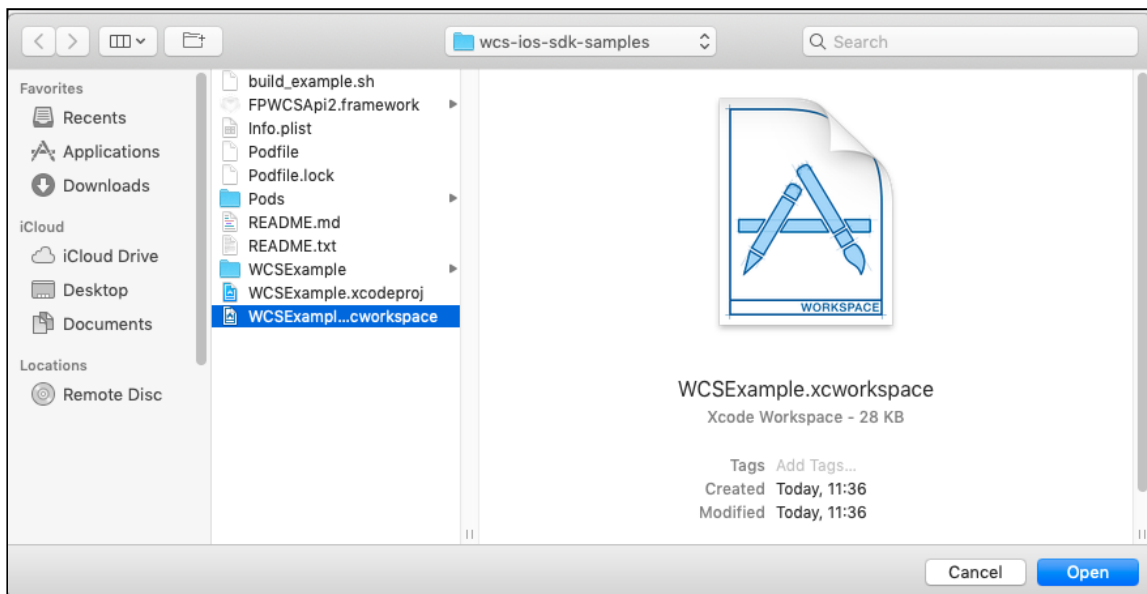 wcs-ios-sdk-samples
Search
Favorites
Recents
Applications
Downloads
iCloud
iCloud Drive
Desktop
Documents
Locations
Remote Disc
build_example.sh
FPWCSApi2.framework
Info.plist
Podfile
Podfile.lock
Pods
README.md
README.txt
WCSExample
WCSExample.xcodeproj
WCSExampl...cworkspace
WORKSPACE
WCSExample.xcworkspace
Xcode Workspace - 28 KB
Tags Add Tags...
Created Today, 11:36
Modified Today, 11:36
Cancel
Open